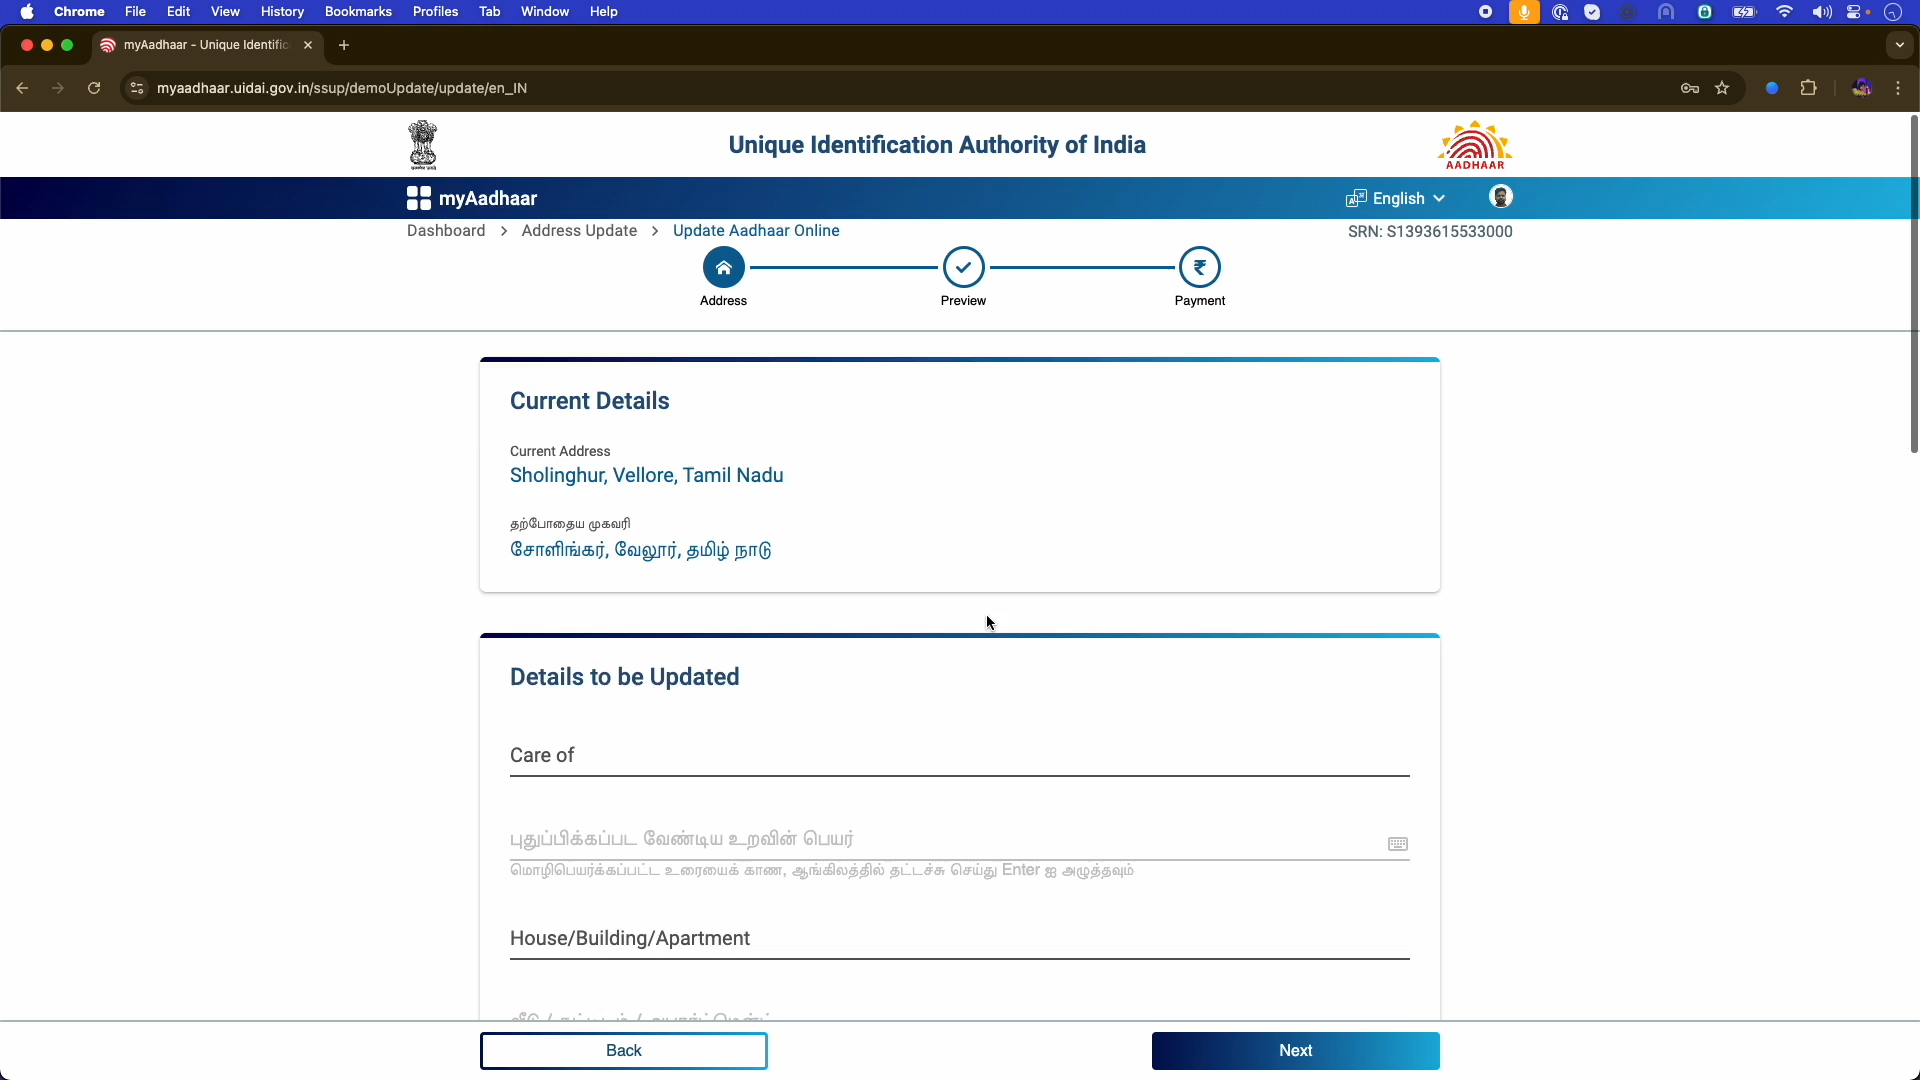 Chrome File Edit View History Bookmarks Profiles Tab Window Help
myAadhaar - Unique Identific
myaadhaar.uidai.gov.in/ssup/demoUpdate/update/en_IN
Unique Identification Authority of India
AADHAAR
myAadhaar
English
Dashboard > Address Update > Update Aadhaar Online
SRN: S1393615533000
Address
Preview
Payment
Current Details
Current Address
Sholinghur, Vellore, Tamil Nadu
தற்போதைய முகவரி
சோளிங்கர், வேலூர், தமிழ் நாடு
Details to be Updated
Care of
புதுப்பிக்கப்பட வேண்டிய உறவின் பெயர்
மொழிபெயர்க்கப்பட்ட உரையைக் காண, ஆங்கிலத்தில் தட்டச்சு செய்து Enter ஐ அழுத்தவும்
House/Building/Apartment
Back
Next